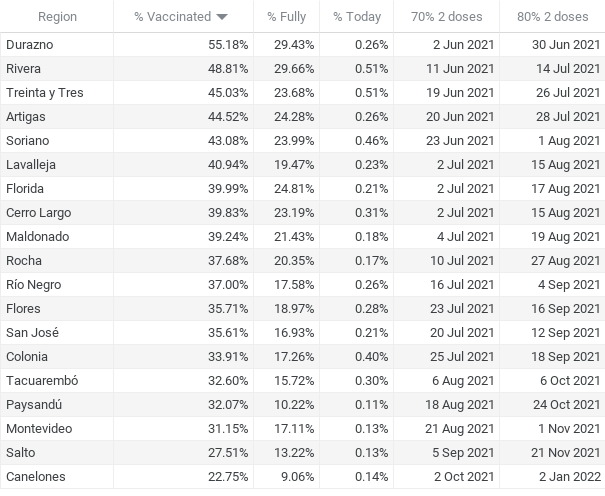 Region % Vaccinated % Fully % Today 70% 2 doses 80% 2 doses
Durazno 55.18% 29.43% 0.26% 2 Jun 2021 30 Jun 2021
Rivera 48.81% 29.66% 0.51% 11 Jun 2021 14 Jul 2021
Treinta y Tres 45.03% 23.68% 0.51% 19 Jun 2021 26 Jul 2021
Artigas 44.52% 24.28% 0.26% 20 Jun 2021 28 Jul 2021
Soriano 43.08% 23.99% 0.46% 23 Jun 2021 1 Aug 2021
Lavalleja 40.94% 19.47% 0.23% 2 Jul 2021 15 Aug 2021
Florida 39.99% 24.81% 0.21% 2 Jul 2021 17 Aug 2021
Cerro Largo 39.83% 23.19% 0.31% 2 Jul 2021 15 Aug 2021
Maldonado 39.24% 21.43% 0.18% 4 Jul 2021 19 Aug 2021
Rocha 37.68% 20.35% 0.17% 10 Jul 2021 27 Aug 2021
Río Negro 37.00% 17.58% 0.26% 16 Jul 2021 4 Sep 2021
Flores 35.71% 18.97% 0.28% 23 Jul 2021 16 Sep 2021
San José 35.61% 16.93% 0.21% 20 Jul 2021 12 Sep 2021
Colonia 33.91% 17.26% 0.40% 25 Jul 2021 18 Sep 2021
Tacuarembó 32.60% 15.72% 0.30% 6 Aug 2021 6 Oct 2021
Paysandú 32.07% 10.22% 0.11% 18 Aug 2021 24 Oct 2021
Montevideo 31.15% 17.11% 0.13% 21 Aug 2021 1 Nov 2021
Salto 27.51% 13.22% 0.13% 5 Sep 2021 21 Nov 2021
Canelones 22.75% 9.06% 0.14% 2 Oct 2021 2 Jan 2022